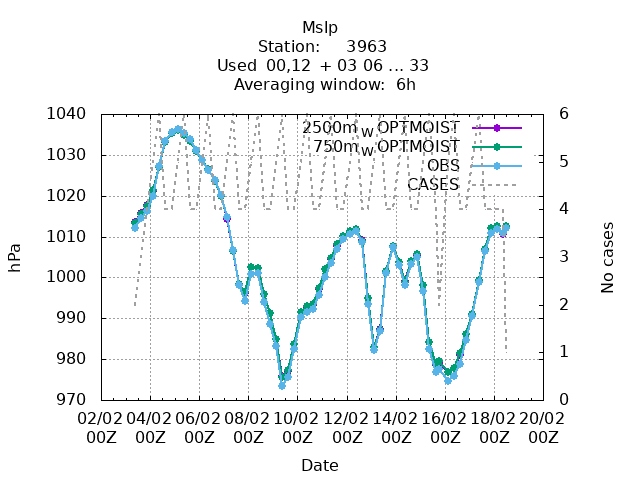 Mslp
Station: 3963
Used 00,12 + 03 06 ... 33
Averaging window: 6h
2500m w OPTMOIST
750m w OPTMOIST
OBS
CASES
hPa
1040
1030
1020
1010
1000
990
980
970
No cases
6
5
4
3
2
1
0
02/02 04/02 06/02 08/02 10/02 12/02 14/02 16/02 18/02 20/02
00Z 00Z 00Z 00Z 00Z 00Z 00Z 00Z 00Z 00Z
Date